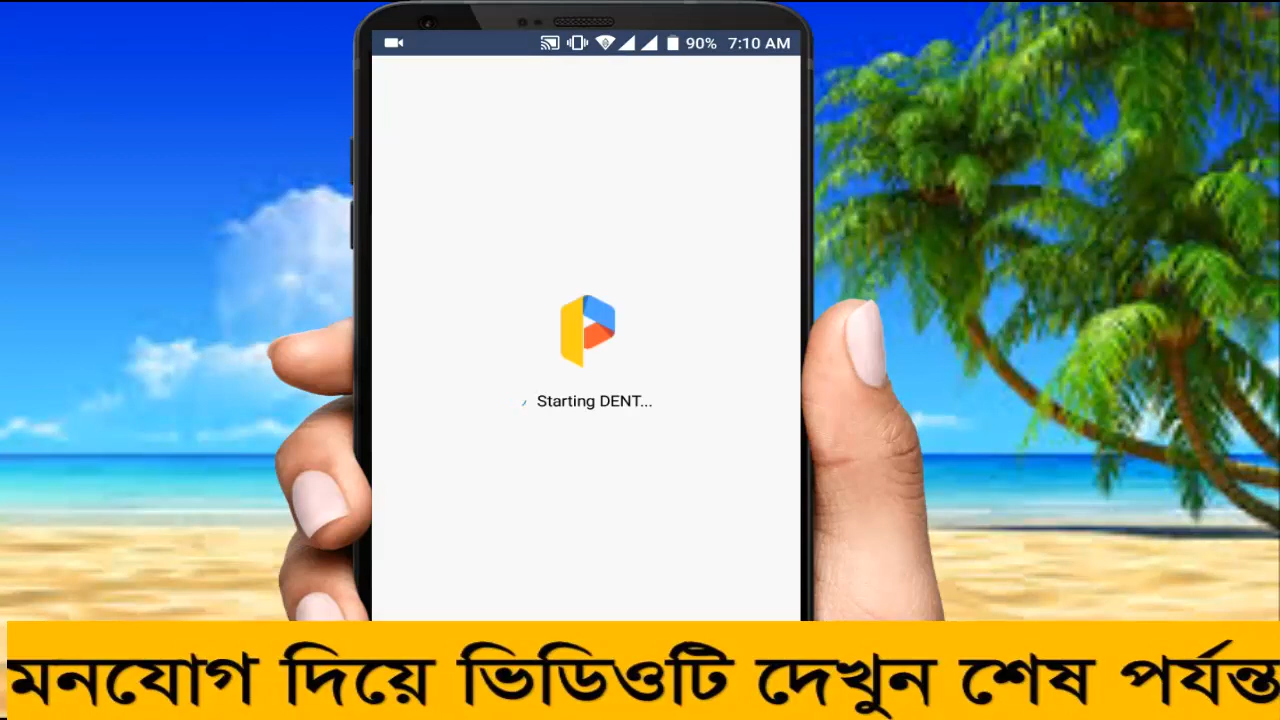 90% 7:10 AM
Starting DENT...
মনযোগ দিয়ে ভিডিওটি দেখুন শেষ পর্যন্ত